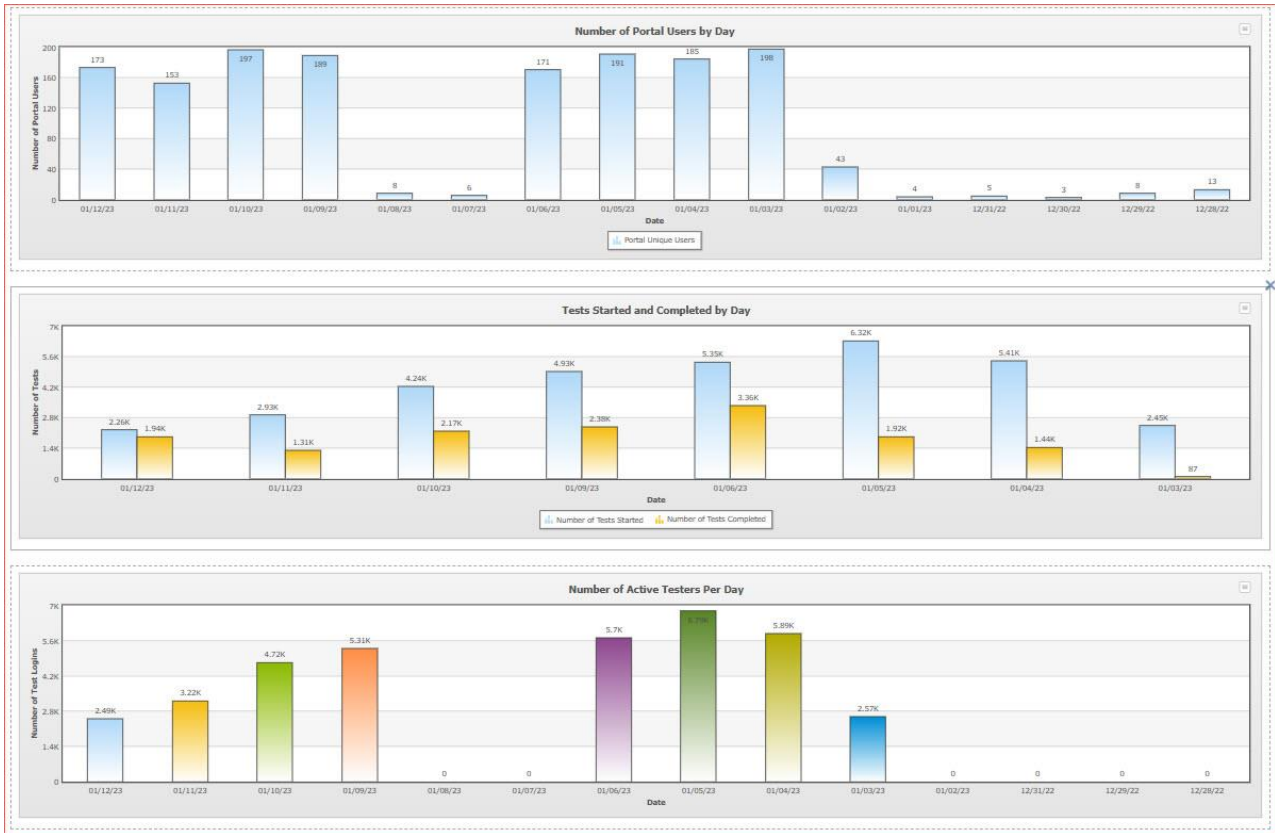 Number of Portal Users by Day
Number of Portal Users
200
160
120
80
40
0
173
153
197
189
8
6
171
191
185
198
43
4
5
3
8
13
01/12/23 01/11/23 01/10/23 01/09/23 01/08/23 01/07/23 01/06/23 01/05/23 01/04/23 01/03/23 01/02/23 01/01/23 12/31/22 12/30/22 12/29/22 12/28/22
Date
Portal Unique Users
Tests Started and Completed by Day
Number of Tests
7K
5.6K
4.2K
2.8K
1.4K
0
2.26K
1.94K
2.93K
1.31K
4.24K
2.17K
4.93K
2.38K
5.35K
3.36K
6.32K
1.92K
5.41K
1.44K
2.45K
87
01/12/23 01/11/23 01/10/23 01/09/23 01/06/23 01/05/23 01/04/23 01/03/23
Date
Number of Tests Started Number of Tests Completed
Number of Active Testers Per Day
Number of Test Logins
7K
5.6K
4.2K
2.8K
1.4K
0
2.49K
3.22K
4.72K
5.31K
0
0
5.7K
6.79K
5.89K
2.57K
0
0
0
0
01/12/23 01/11/23 01/10/23 01/09/23 01/08/23 01/07/23 01/06/23 01/05/23 01/04/23 01/03/23 01/02/23 12/31/22 12/29/22 12/28/22
Date